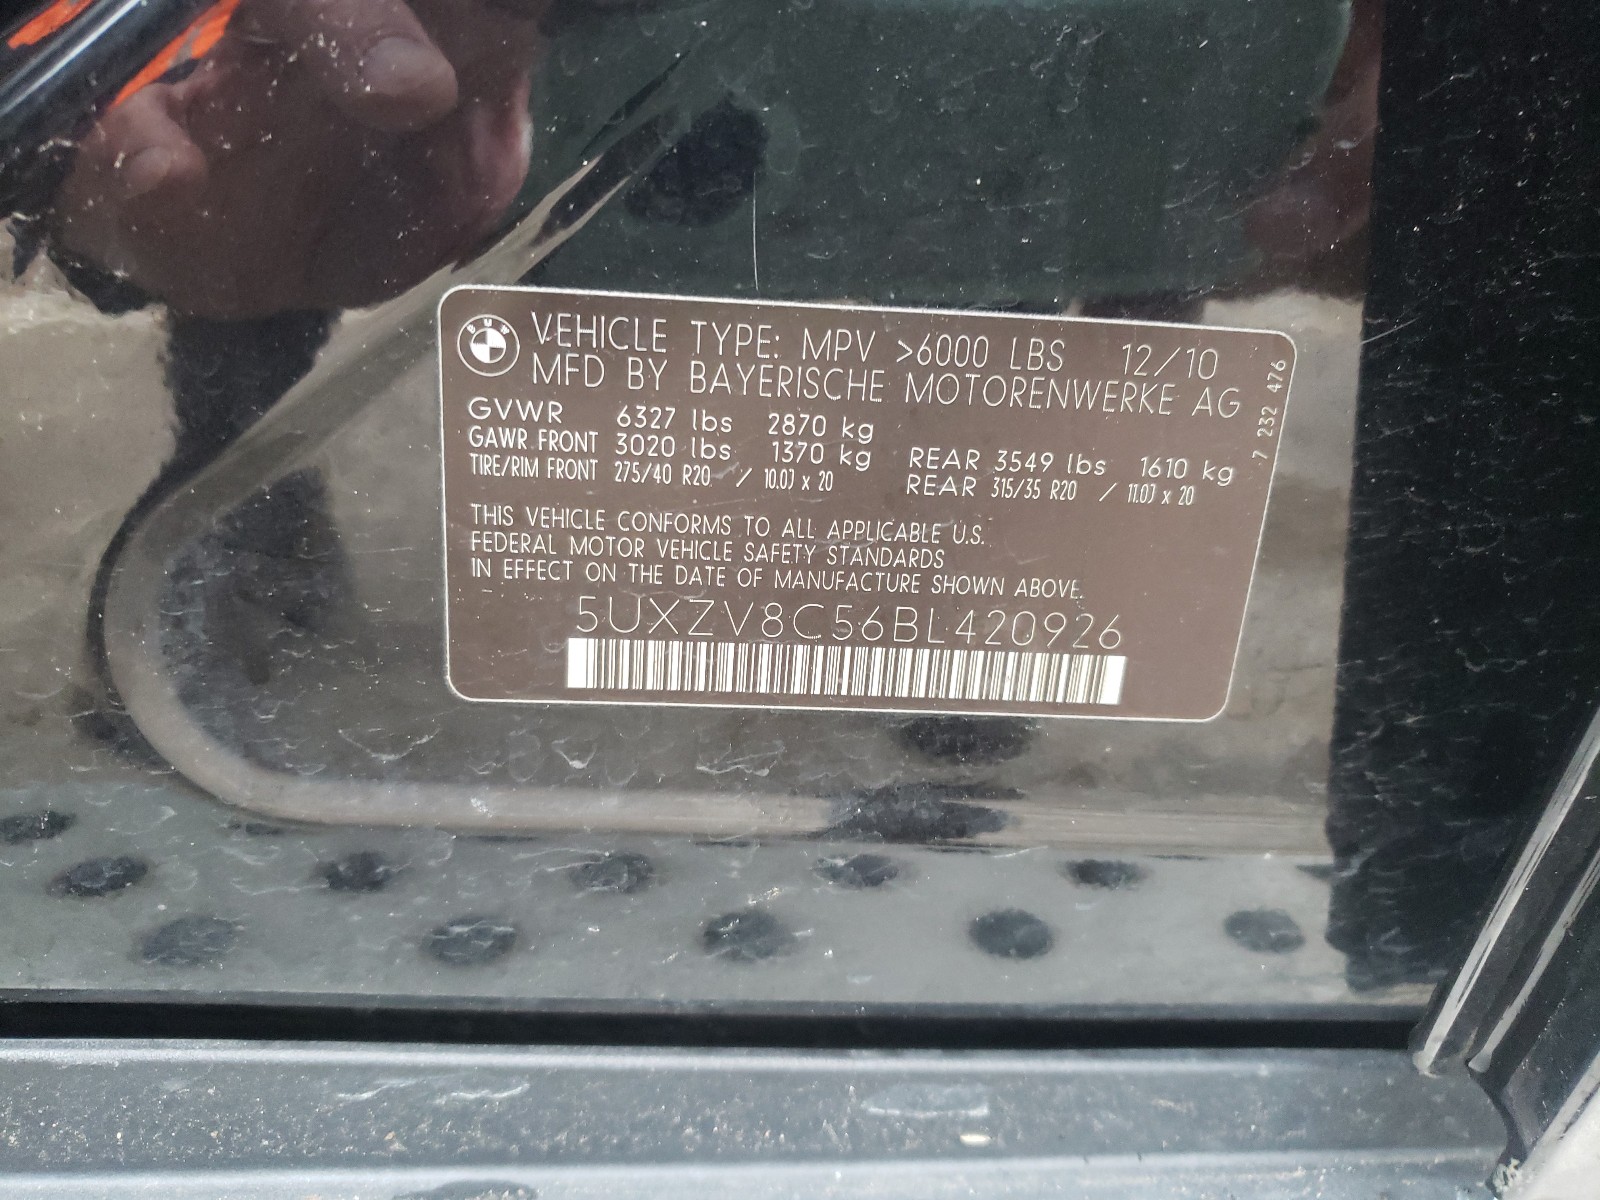 BMW
VEHICLE TYPE: MPV >6000 LBS 12/10
MFD BY BAYERISCHE MOTORENWERKE AG
GVWR 6327 lbs 2870 kg
GAWR FRONT 3020 lbs 1370 kg REAR 3549 lbs 1610 kg
TIRE/RIM FRONT 275/40 R20 / 10.0J x 20 REAR 315/35 R20 / 11.0J x 20
THIS VEHICLE CONFORMS TO ALL APPLICABLE U.S.
FEDERAL MOTOR VEHICLE SAFETY STANDARDS
IN EFFECT ON THE DATE OF MANUFACTURE SHOWN ABOVE.
5UXZV8C56BL420926
7 232 476